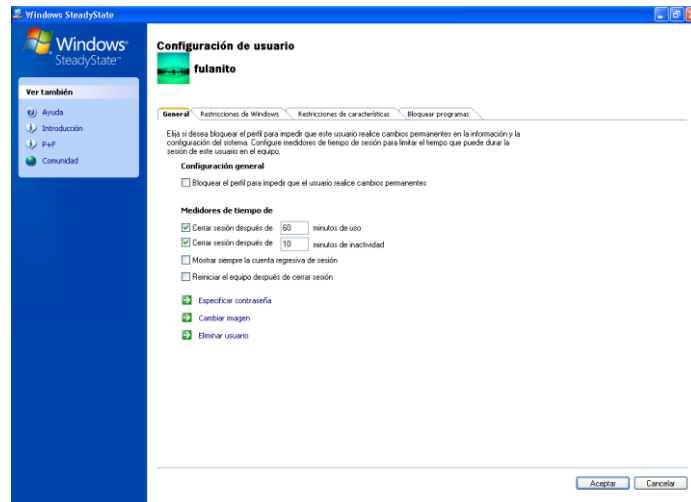 Windows SteadyState
Windows
SteadyState™
Configuración de usuario
fulanito
Ver también
Ayuda
Introducción
P+F
Comunidad
General
Restricciones de Windows
Restricciones de características
Bloquear programas
Elija si desea bloquear el perfil para impedir que este usuario realice cambios permanentes en la información y la
configuración del sistema. Configure medidores de tiempo de sesión para limitar el tiempo que puede durar la
sesión de este usuario en el equipo.
Configuración general
Bloquear el perfil para impedir que el usuario realice cambios permanentes
Medidores de tiempo de
Cerrar sesión después de 60 minutos de uso
Cerrar sesión después de 10 minutos de inactividad
Mostrar siempre la cuenta regresiva de sesión
Reiniciar el equipo después de cerrar sesión
Especificar contraseña
Cambiar imagen
Eliminar usuario
Aceptar
Cancelar